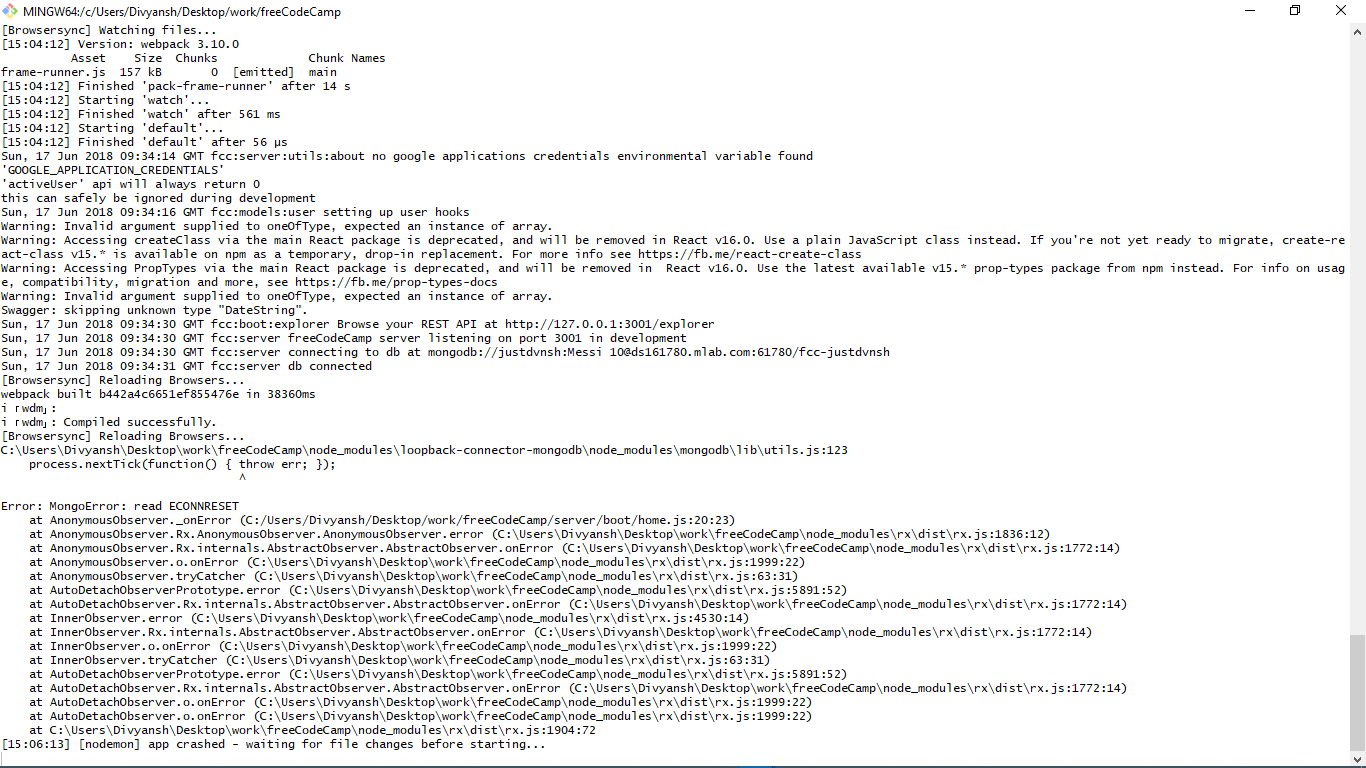 MINGW64:/c/Users/Divyansh/Desktop/work/freeCodeCamp
[Browsersync] Watching files...
[15:04:12] Version: webpack 3.10.0
Asset Size Chunks Chunk Names
frame-runner.js 157 kB 0 [emitted] main
[15:04:12] Finished 'pack-frame-runner' after 14 s
[15:04:12] Starting 'watch'...
[15:04:12] Finished 'watch' after 561 ms
[15:04:12] Starting 'default'...
[15:04:12] Finished 'default' after 56 μs
Sun, 17 Jun 2018 09:34:14 GMT fcc:server:utils:about no google applications credentials environmental variable found
'GOOGLE_APPLICATION_CREDENTIALS'
'activeUser' api will always return 0
this can safely be ignored during development
Sun, 17 Jun 2018 09:34:16 GMT fcc:models:user setting up user hooks
Warning: Invalid argument supplied to oneOfType, expected an instance of array.
Warning: Accessing createClass via the main React package is deprecated, and will be removed in React v16.0. Use a plain JavaScript class instead. If you're not yet ready to migrate, create-re
act-class v15.* is available on npm as a temporary, drop-in replacement. For more info see https://fb.me/react-create-class
Warning: Accessing PropTypes via the main React package is deprecated, and will be removed in  React v16.0. Use the latest available v15.* prop-types package from npm instead. For info on usag
e, compatibility, migration and more, see https://fb.me/prop-types-docs
Warning: Invalid argument supplied to oneOfType, expected an instance of array.
Swagger: skipping unknown type "DateString".
Sun, 17 Jun 2018 09:34:30 GMT fcc:boot:explorer Browse your REST API at http://127.0.0.1:3001/explorer
Sun, 17 Jun 2018 09:34:30 GMT fcc:server freeCodeCamp server listening on port 3001 in development
Sun, 17 Jun 2018 09:34:30 GMT fcc:server connecting to db at mongodb://justdvnsh:Messi 10@ds161780.mlab.com:61780/fcc-justdvnsh
Sun, 17 Jun 2018 09:34:31 GMT fcc:server db connected
[Browsersync] Reloading Browsers...
webpack built b442a4c6651ef855476e in 38360ms
i ｢wdm｣:
i ｢wdm｣: Compiled successfully.
[Browsersync] Reloading Browsers...
C:\Users\Divyansh\Desktop\work\freeCodeCamp\node_modules\loopback-connector-mongodb\node_modules\mongodb\lib\utils.js:123
process.nextTick(function() { throw err; });
^
Error: MongoError: read ECONNRESET
at AnonymousObserver._onError (C:/Users/Divyansh/Desktop/work/freeCodeCamp/server/boot/home.js:20:23)
at AnonymousObserver.Rx.AnonymousObserver.AnonymousObserver.error (C:\Users\Divyansh\Desktop\work\freeCodeCamp\node_modules\rx\dist\rx.js:1836:12)
at AnonymousObserver.Rx.internals.AbstractObserver.AbstractObserver.onError (C:\Users\Divyansh\Desktop\work\freeCodeCamp\node_modules\rx\dist\rx.js:1772:14)
at AnonymousObserver.o.onError (C:\Users\Divyansh\Desktop\work\freeCodeCamp\node_modules\rx\dist\rx.js:1999:22)
at AnonymousObserver.tryCatcher (C:\Users\Divyansh\Desktop\work\freeCodeCamp\node_modules\rx\dist\rx.js:63:31)
at AutoDetachObserverPrototype.error (C:\Users\Divyansh\Desktop\work\freeCodeCamp\node_modules\rx\dist\rx.js:5891:52)
at AutoDetachObserver.Rx.internals.AbstractObserver.AbstractObserver.onError (C:\Users\Divyansh\Desktop\work\freeCodeCamp\node_modules\rx\dist\rx.js:1772:14)
at InnerObserver.error (C:\Users\Divyansh\Desktop\work\freeCodeCamp\node_modules\rx\dist\rx.js:4530:14)
at InnerObserver.Rx.internals.AbstractObserver.AbstractObserver.onError (C:\Users\Divyansh\Desktop\work\freeCodeCamp\node_modules\rx\dist\rx.js:1772:14)
at InnerObserver.o.onError (C:\Users\Divyansh\Desktop\work\freeCodeCamp\node_modules\rx\dist\rx.js:1999:22)
at InnerObserver.tryCatcher (C:\Users\Divyansh\Desktop\work\freeCodeCamp\node_modules\rx\dist\rx.js:63:31)
at AutoDetachObserverPrototype.error (C:\Users\Divyansh\Desktop\work\freeCodeCamp\node_modules\rx\dist\rx.js:5891:52)
at AutoDetachObserver.Rx.internals.AbstractObserver.AbstractObserver.onError (C:\Users\Divyansh\Desktop\work\freeCodeCamp\node_modules\rx\dist\rx.js:1772:14)
at AutoDetachObserver.o.onError (C:\Users\Divyansh\Desktop\work\freeCodeCamp\node_modules\rx\dist\rx.js:1999:22)
at AutoDetachObserver.o.onError (C:\Users\Divyansh\Desktop\work\freeCodeCamp\node_modules\rx\dist\rx.js:1999:22)
at C:\Users\Divyansh\Desktop\work\freeCodeCamp\node_modules\rx\dist\rx.js:1904:72
[15:06:13] [nodemon] app crashed - waiting for file changes before starting...